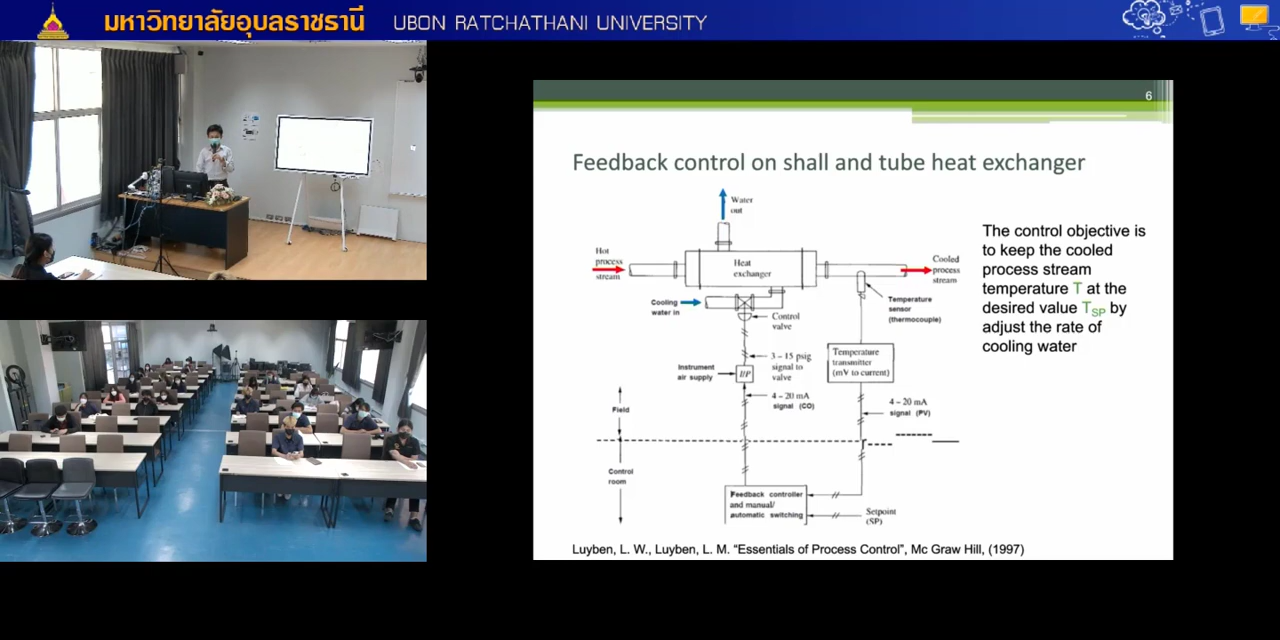 มหาวิทยาลัยอุบลราชธานี UBON RATCHATHANI UNIVERSITY
6
Feedback control on shall and tube heat exchanger
Water
out
Hot
process
stream
Heat
exchanger
Cooled
process
stream
Cooling
water in
Control
valve
Temperature
sensor
(thermocouple)
3 – 15 psig
signal to
valve
Instrument
air supply
I/P
Temperature
transmitter
(mV to current)
4 – 20 mA
signal (CO)
4 – 20 mA
signal (PV)
Field
Control
room
Feedback controller
and manual/
automatic switching
Setpoint
(SP)
The control objective is
to keep the cooled
process stream
temperature T at the
desired value TSP by
adjust the rate of
cooling water
Luyben, L. W., Luyben, L. M. “Essentials of Process Control”, Mc Graw Hill, (1997)